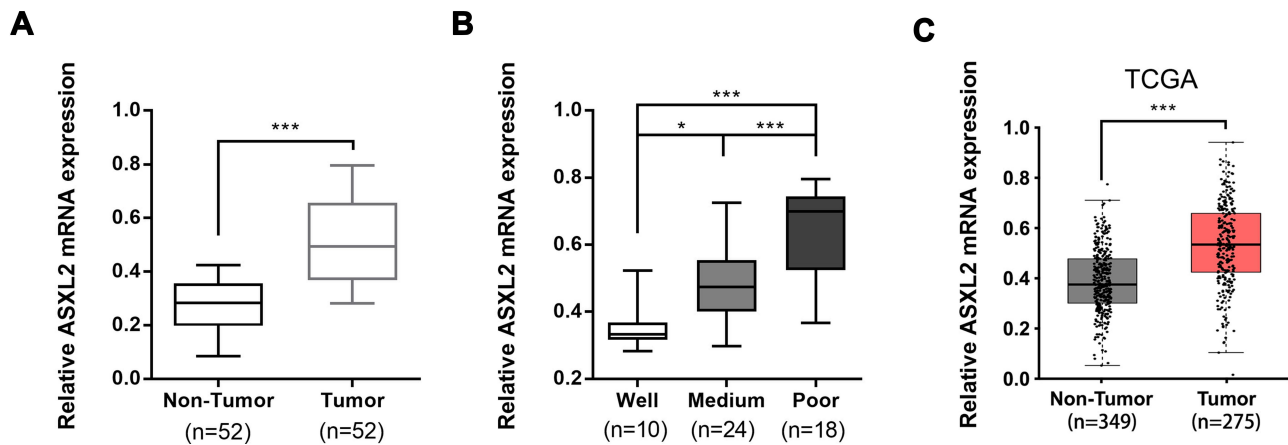 A
Relative ASXL2 mRNA expression
1.0
0.8
0.6
0.4
0.2
0.0
***
Non-Tumor Tumor
(n=52) (n=52)
B
Relative ASXL2 mRNA expression
1.0
0.8
0.6
0.4
0.2
***
* ***
Well Medium Poor
(n=10) (n=24) (n=18)
C
TCGA
Relative ASXL2 mRNA expression
1.0
0.8
0.6
0.4
0.2
0.0
***
Non-Tumor Tumor
(n=349) (n=275)